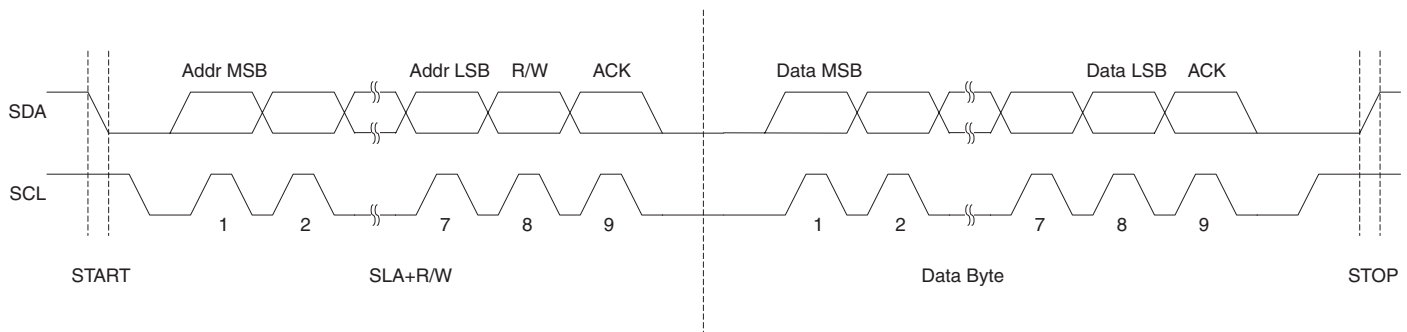 Addr MSB Addr LSB R/W ACK Data MSB Data LSB ACK
SDA
SCL
1 2 7 8 9 1 2 7 8 9
START SLA+R/W Data Byte STOP